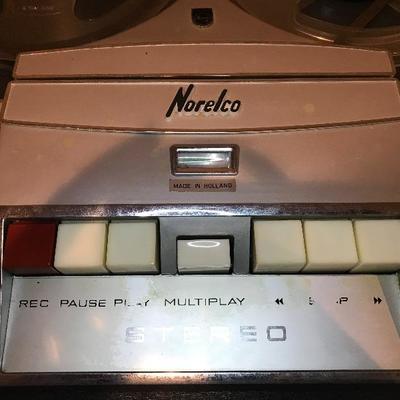 Norelco
MADE IN HOLLAND
REC PAUSE PLAY MULTIPLAY ◄◄ S P ►►
STEREO